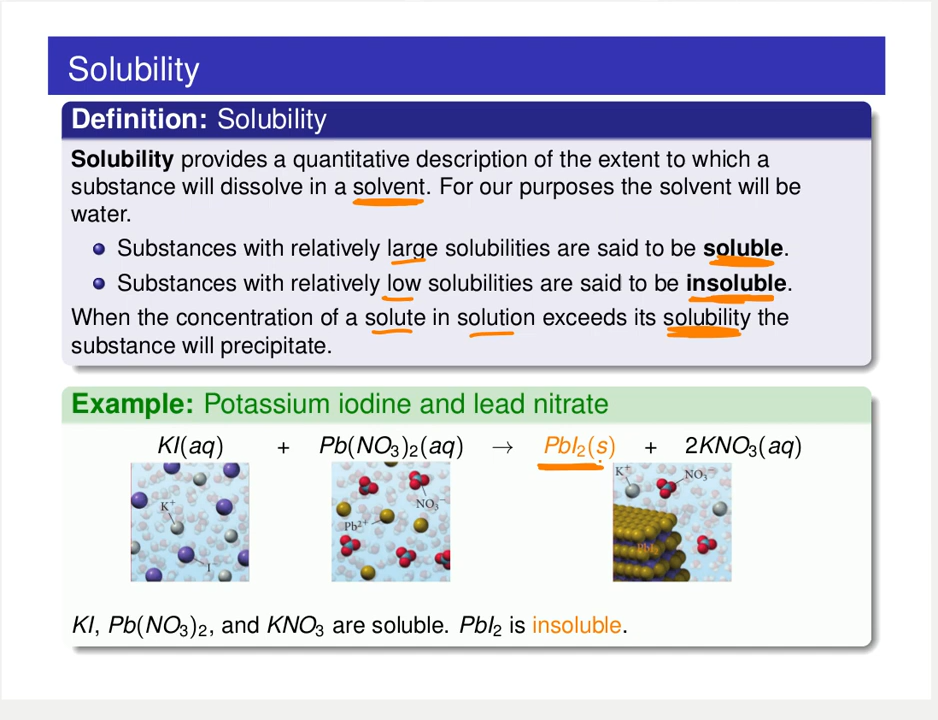 Solubility
Definition: Solubility
Solubility provides a quantitative description of the extent to which a
substance will dissolve in a solvent. For our purposes the solvent will be
water.
Substances with relatively large solubilities are said to be soluble.
Substances with relatively low solubilities are said to be insoluble.
When the concentration of a solute in solution exceeds its solubility the
substance will precipitate.
Example: Potassium iodine and lead nitrate
KI(aq) + Pb(NO₃)₂(aq) → PbI₂(s) + 2KNO₃(aq)
K⁺ NO₃⁻
NO₃⁻
K⁺
Pb²⁺
PbI₂
I⁻
KI, Pb(NO₃)₂, and KNO₃ are soluble. PbI₂ is insoluble.